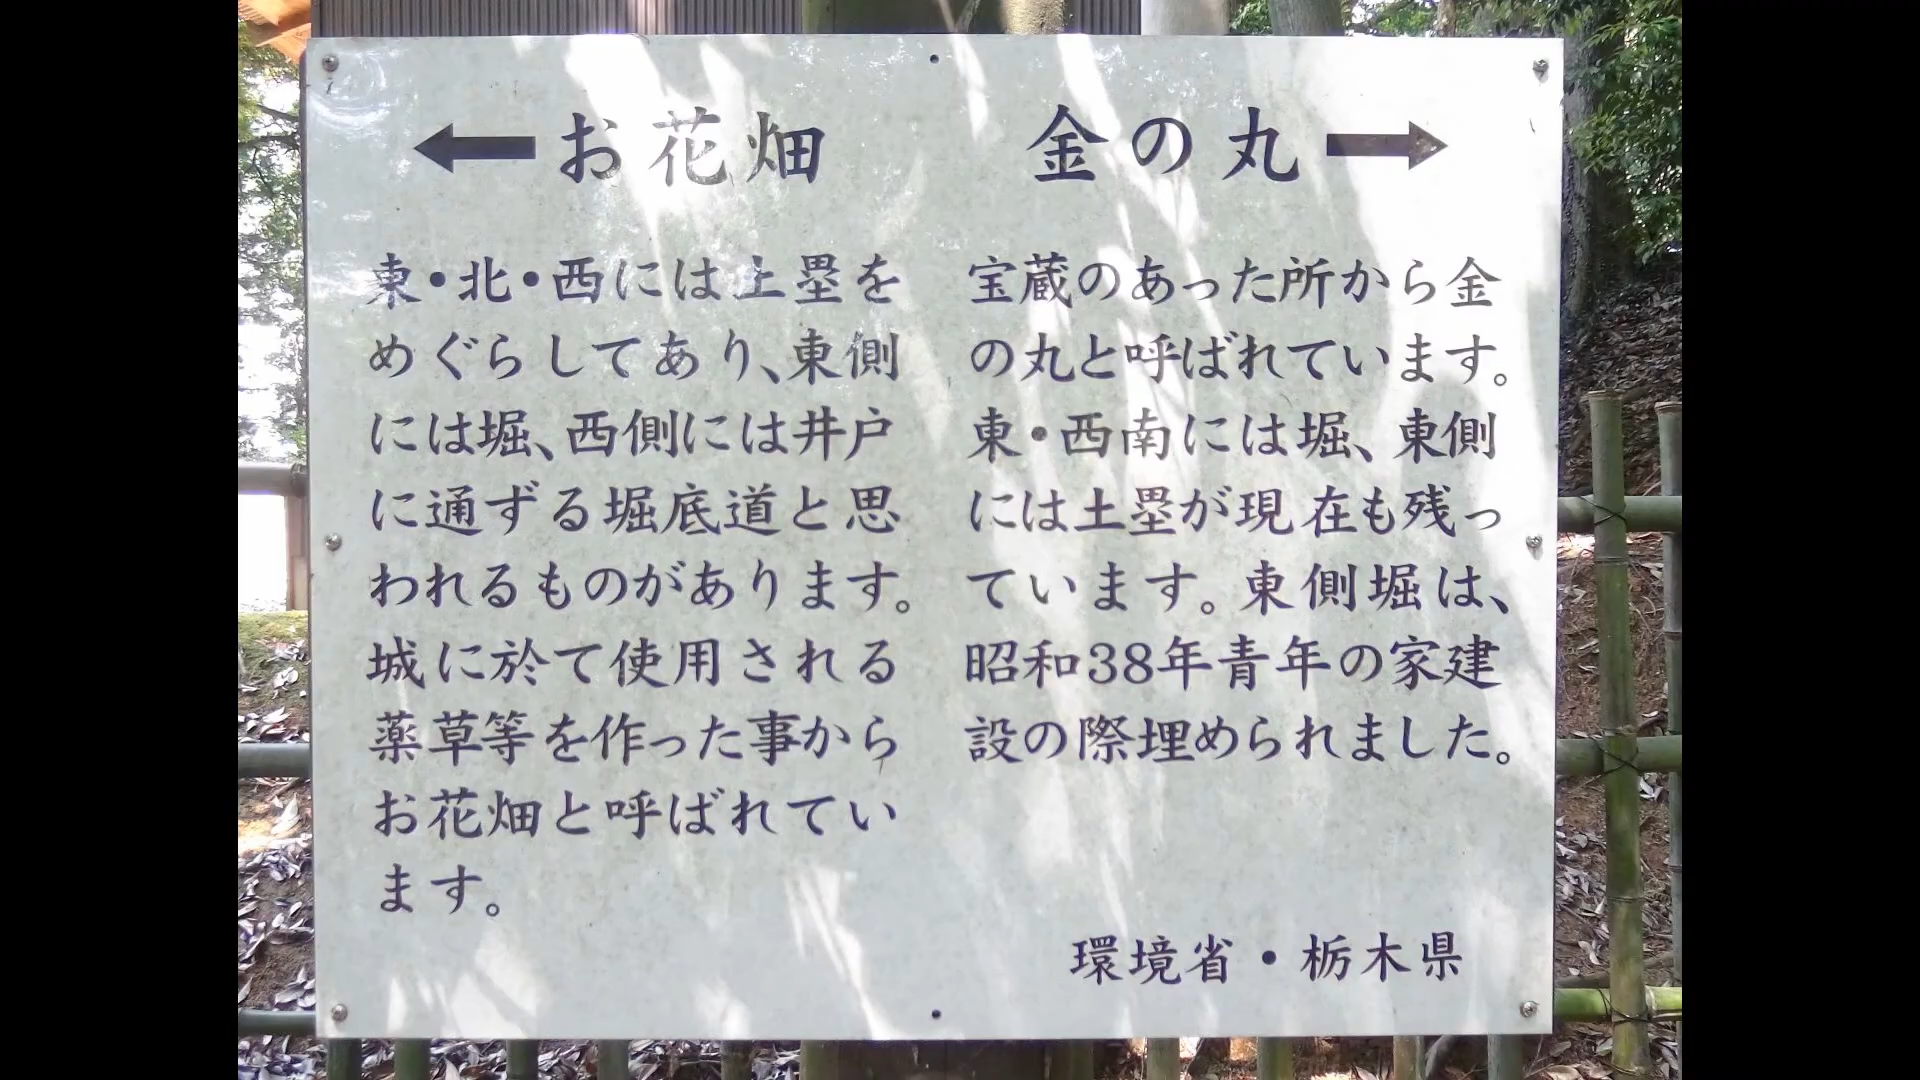 ←お花畑
東・北・西には土塁を
めぐらしてあり、東側
には堀、西側には井戸
に通ずる堀底道と思
われるものがあります。
城に於て使用される
薬草等を作った事から
お花畑と呼ばれてい
ます。
金の丸→
宝蔵のあった所から金
の丸と呼ばれています。
東・西南には堀、東側
には土塁が現在も残っ
ています。東側堀は、
昭和38年青年の家建
設の際埋められました。
環境省・栃木県